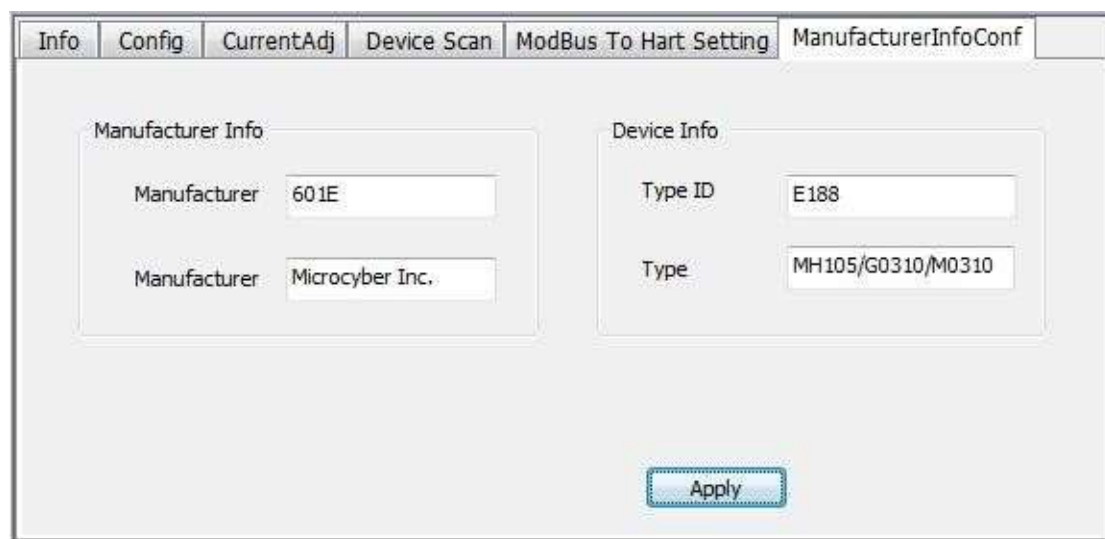 Info Config CurrentAdj Device Scan ModBus To Hart Setting ManufacturerInfoConf
Manufacturer Info
Manufacturer 601E
Manufacturer Microcyber Inc.
Device Info
Type ID E188
Type MH105/G0310/M0310
Apply